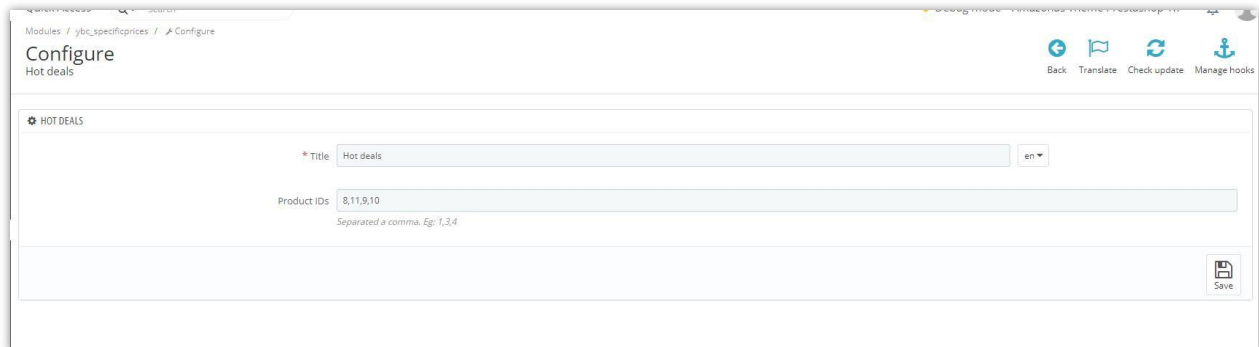 Modules / ybc_specificprices / Configure
Configure
Hot deals
Back Translate Check update Manage hooks
HOT DEALS
* Title Hot deals en
Product IDs 8,11,9,10
Separated a comma. Eg: 1,3,4
Save